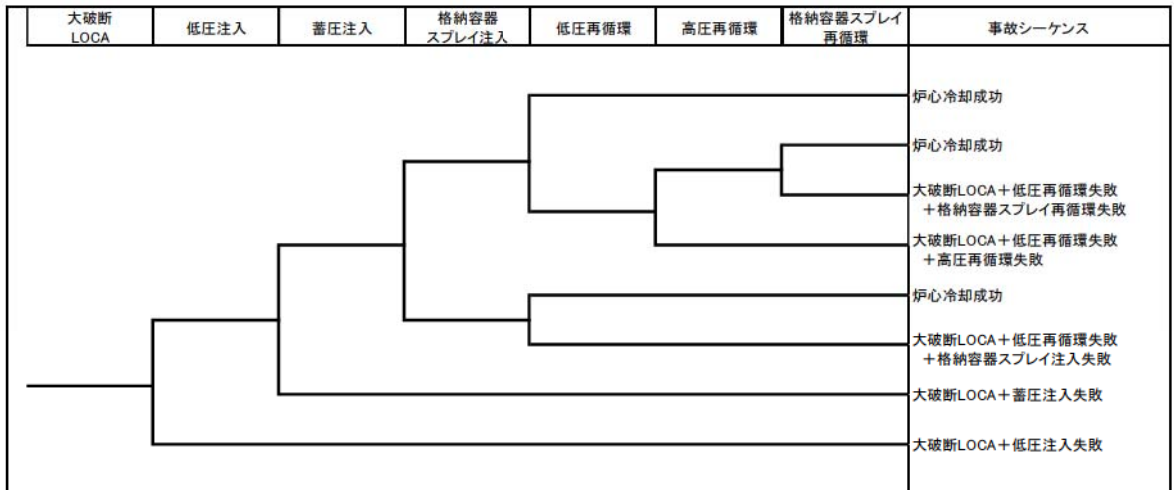 大破断
LOCA
低圧注入
蓄圧注入
格納容器
スプレイ注入
低圧再循環
高圧再循環
格納容器スプレイ
再循環
事故シーケンス
炉心冷却成功
炉心冷却成功
大破断LOCA＋低圧再循環失敗
＋格納容器スプレイ再循環失敗
大破断LOCA＋低圧再循環失敗
＋高圧再循環失敗
炉心冷却成功
大破断LOCA＋低圧再循環失敗
＋格納容器スプレイ注入失敗
大破断LOCA＋蓄圧注入失敗
大破断LOCA＋低圧注入失敗